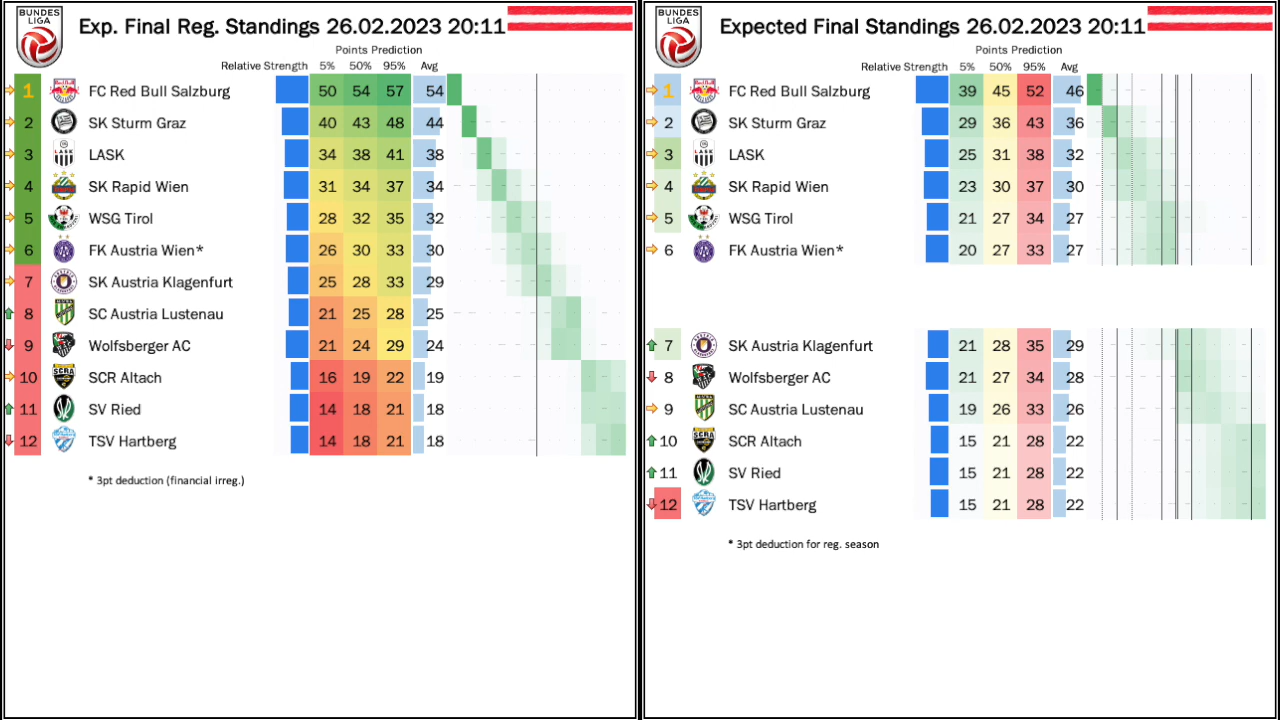 BUNDES
LIGA
Exp. Final Reg. Standings 26.02.2023 20:11
Points Prediction
Relative Strength 5% 50% 95% Avg
1 FC Red Bull Salzburg 50 54 57 54
2 SK Sturm Graz 40 43 48 44
3 LASK 34 38 41 38
4 SK Rapid Wien 31 34 37 34
5 WSG Tirol 28 32 35 32
6 FK Austria Wien* 26 30 33 30
7 SK Austria Klagenfurt 25 28 33 29
8 SC Austria Lustenau 21 25 28 25
9 Wolfsberger AC 21 24 29 24
10 SCR Altach 16 19 22 19
11 SV Ried 14 18 21 18
12 TSV Hartberg 14 18 21 18
* 3pt deduction (financial irreg.)
BUNDES
LIGA
Expected Final Standings 26.02.2023 20:11
Points Prediction
Relative Strength 5% 50% 95% Avg
1 FC Red Bull Salzburg 39 45 52 46
2 SK Sturm Graz 29 36 43 36
3 LASK 25 31 38 32
4 SK Rapid Wien 23 30 37 30
5 WSG Tirol 21 27 34 27
6 FK Austria Wien* 20 27 33 27
7 SK Austria Klagenfurt 21 28 35 29
8 Wolfsberger AC 21 27 34 28
9 SC Austria Lustenau 19 26 33 26
10 SCR Altach 15 21 28 22
11 SV Ried 15 21 28 22
12 TSV Hartberg 15 21 28 22
* 3pt deduction for reg. season